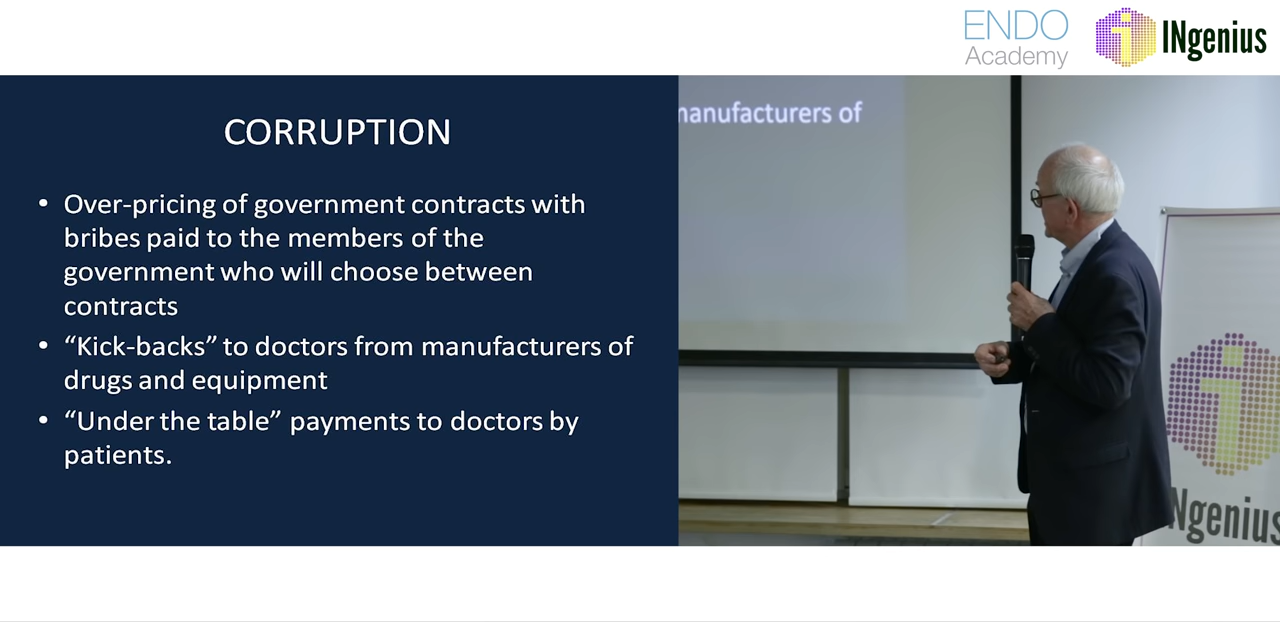 ENDO
Academy
INgenius
CORRUPTION
• Over-pricing of government contracts with
bribes paid to the members of the
government who will choose between
contracts
• “Kick-backs” to doctors from manufacturers of
drugs and equipment
• “Under the table” payments to doctors by
patients.
manufacturers of
INgenius